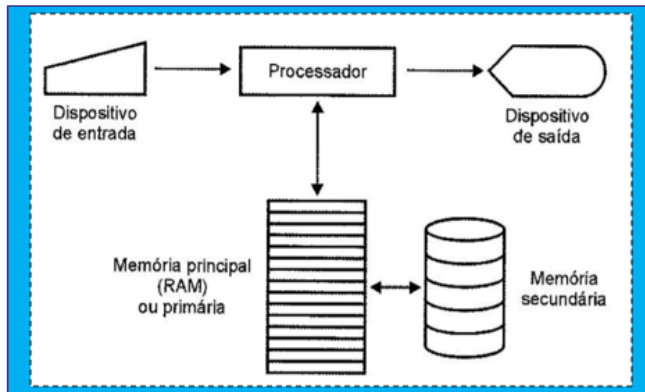 Processador
Dispositivo
de entrada
Dispositivo
de saída
Memória principal
(RAM)
ou primária
Memória
secundária